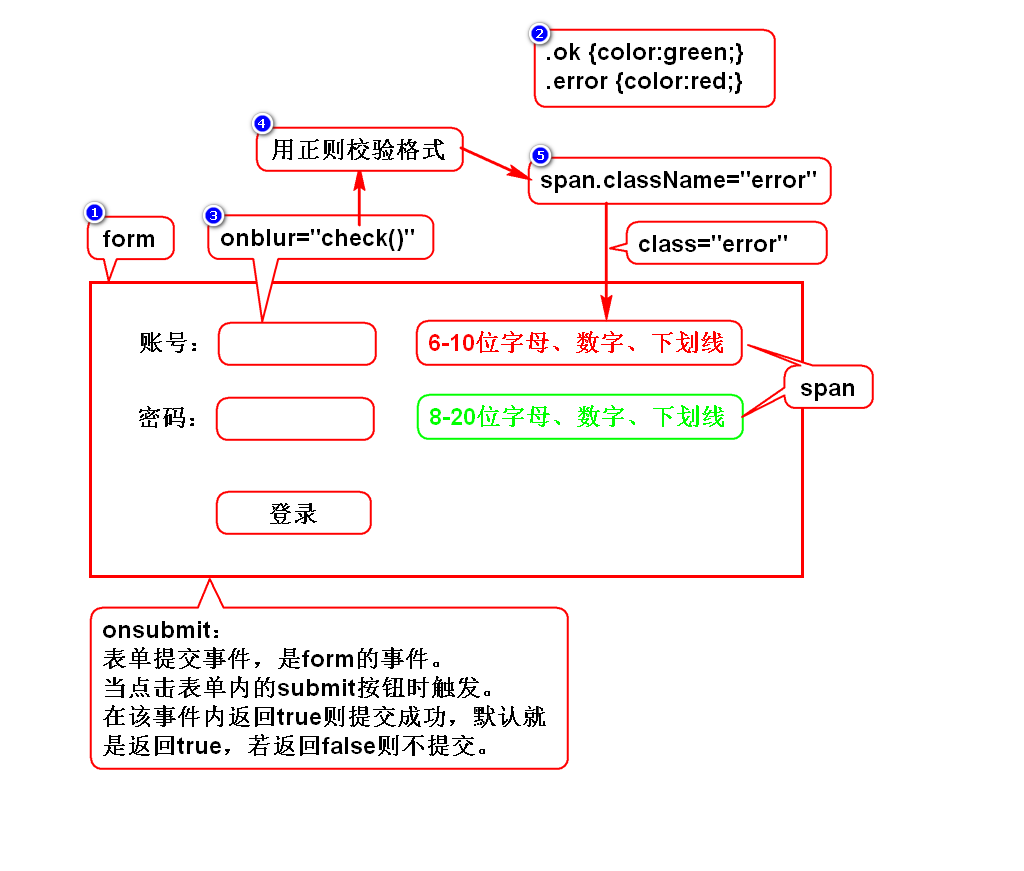 2
.ok {color:green;}
.error {color:red;}
4
用正则校验格式
5
span.className="error"
1
form
3
onblur="check()"
class="error"
账号：
6-10位字母、数字、下划线
span
密码：
8-20位字母、数字、下划线
登录
onsubmit：
表单提交事件，是form的事件。
当点击表单内的submit按钮时触发。
在该事件内返回true则提交成功，默认就
是返回true，若返回false则不提交。